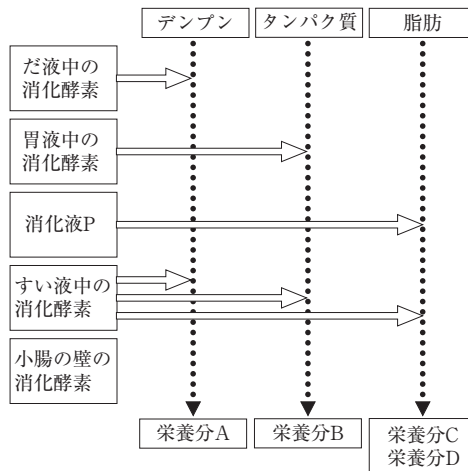 デンプン
タンパク質
脂肪
だ液中の
消化酵素
胃液中の
消化酵素
消化液P
すい液中の
消化酵素
小腸の壁の
消化酵素
栄養分A
栄養分B
栄養分C
栄養分D